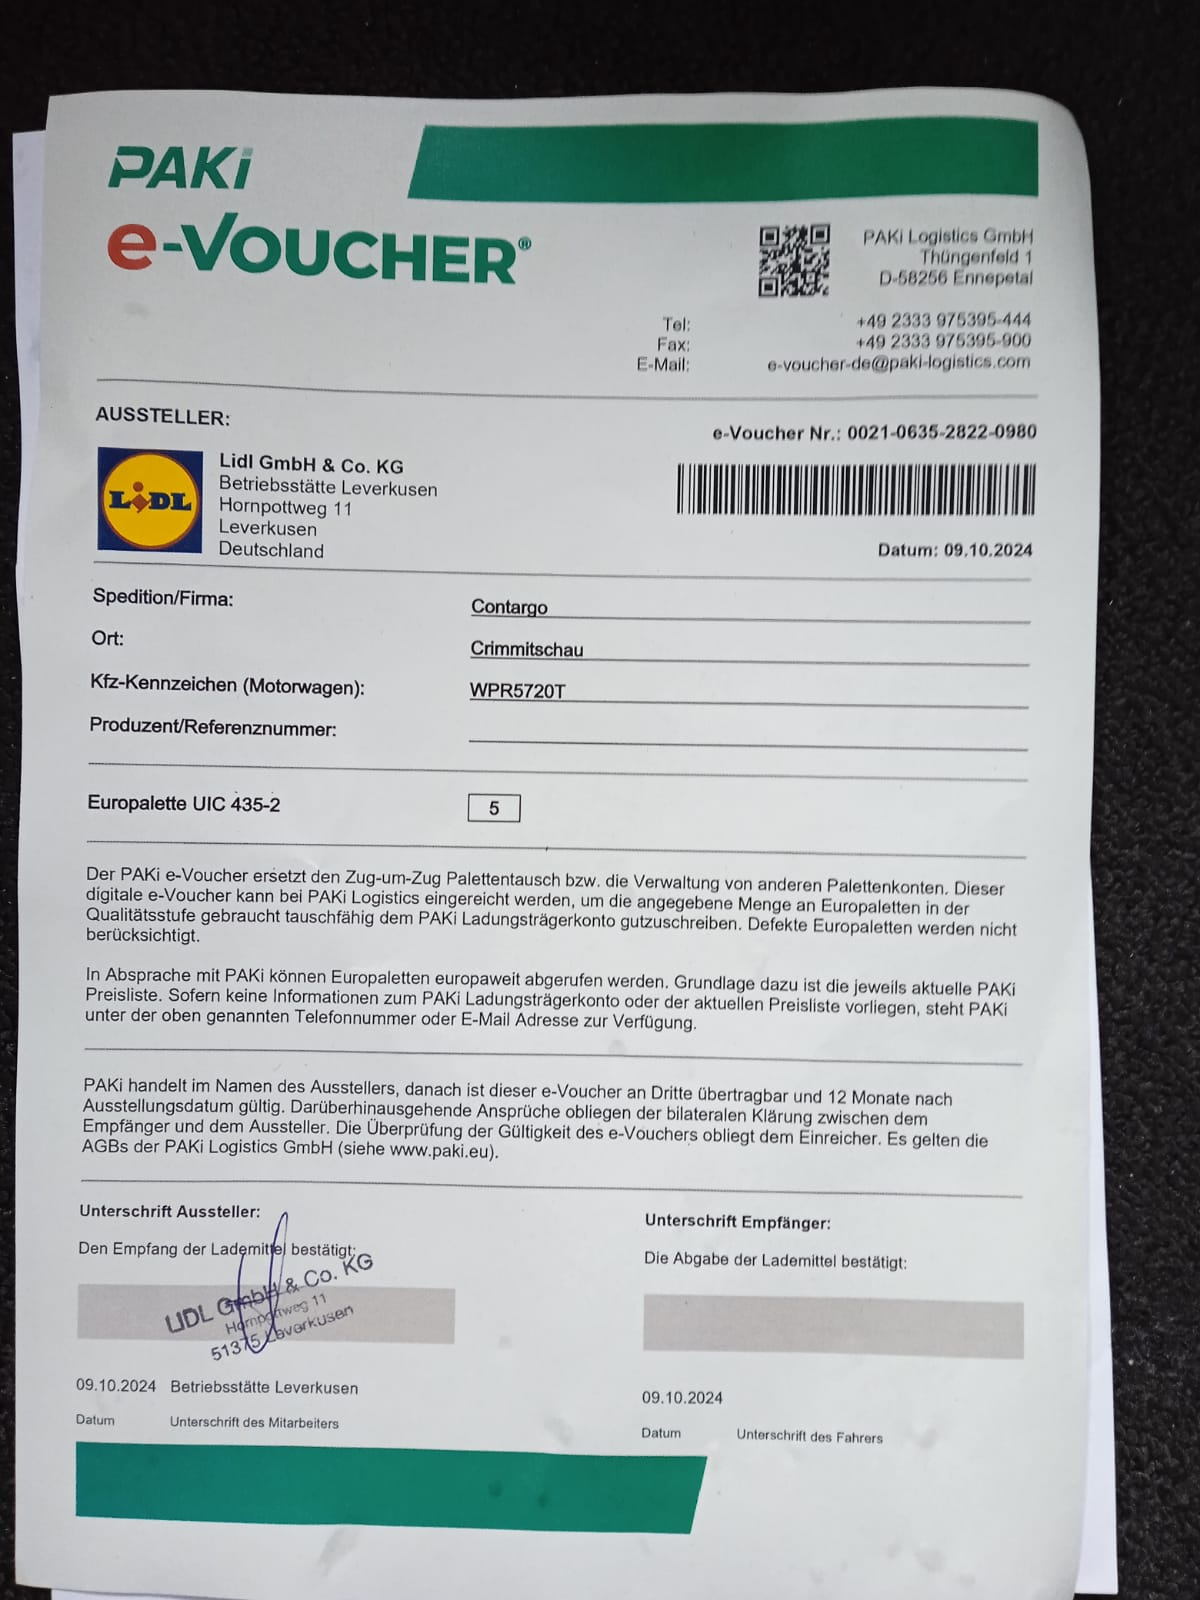 PAKi
e-VOUCHER®
PAKi Logistics GmbH
Thüngenfeld 1
D-58256 Ennepetal
Tel: +49 2333 975395-444
Fax: +49 2333 975395-900
E-Mail: e-voucher-de@paki-logistics.com
AUSSTELLER:
e-Voucher Nr.: 0021-0635-2822-0980
LiDL
Lidl GmbH & Co. KG
Betriebsstätte Leverkusen
Hornpottweg 11
Leverkusen
Deutschland
Datum: 09.10.2024
Spedition/Firma: Contargo
Ort: Crimmitschau
Kfz-Kennzeichen (Motorwagen): WPR5720T
Produzent/Referenznummer:
Europalette UIC 435-2 5
Der PAKi e-Voucher ersetzt den Zug-um-Zug Palettentausch bzw. die Verwaltung von anderen Palettenkonten. Dieser
digitale e-Voucher kann bei PAKi Logistics eingereicht werden, um die angegebene Menge an Europaletten in der
Qualitätsstufe gebraucht tauschfähig dem PAKi Ladungsträgerkonto gutzuschreiben. Defekte Europaletten werden nicht
berücksichtigt.
In Absprache mit PAKi können Europaletten europaweit abgerufen werden. Grundlage dazu ist die jeweils aktuelle PAKi
Preisliste. Sofern keine Informationen zum PAKi Ladungsträgerkonto oder der aktuellen Preisliste vorliegen, steht PAKi
unter der oben genannten Telefonnummer oder E-Mail Adresse zur Verfügung.
PAKi handelt im Namen des Ausstellers, danach ist dieser e-Voucher an Dritte übertragbar und 12 Monate nach
Ausstellungsdatum gültig. Darüberhinausgehende Ansprüche obliegen der bilateralen Klärung zwischen dem
Empfänger und dem Aussteller. Die Überprüfung der Gültigkeit des e-Vouchers obliegt dem Einreicher. Es gelten die
AGBs der PAKi Logistics GmbH (siehe www.paki.eu).
Unterschrift Aussteller:
Den Empfang der Lademittel bestätigt:
LIDL GmbH & Co. KG
Hornpottweg 11
51375 Leverkusen
09.10.2024 Betriebsstätte Leverkusen
Datum Unterschrift des Mitarbeiters
Unterschrift Empfänger:
Die Abgabe der Lademittel bestätigt:
09.10.2024
Datum Unterschrift des Fahrers